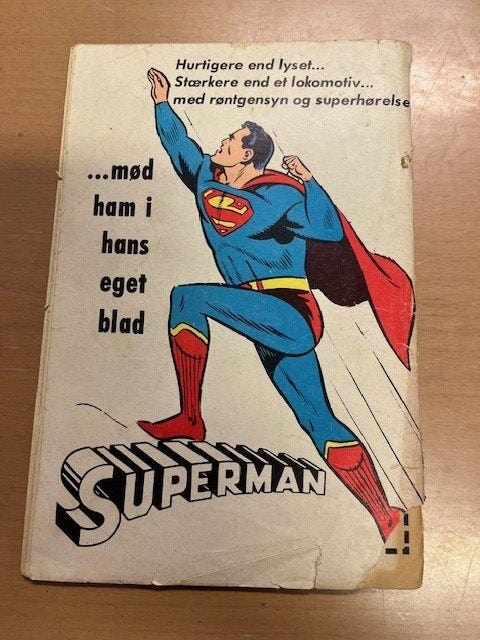 Hurtigere end lyset...
Stærkere end et lokomotiv...
med røntgensyn og superhørelse
...mød
ham i
hans
eget
blad
S
SUPERMAN